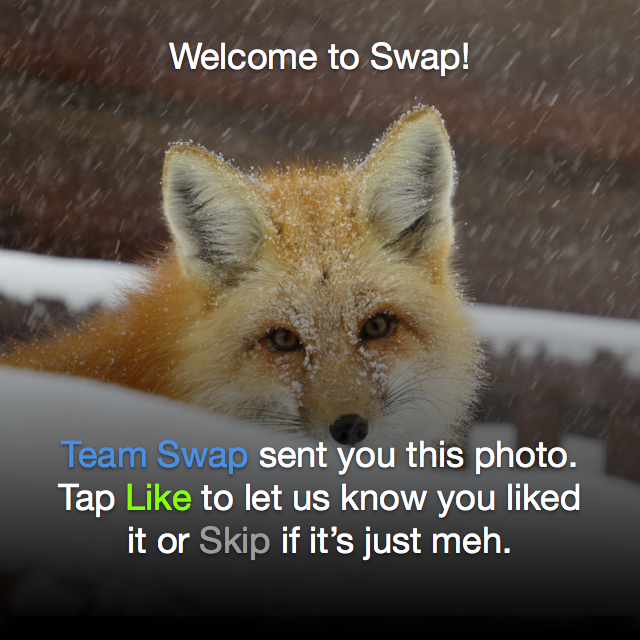 Welcome to Swap!
Team Swap sent you this photo.
Tap Like to let us know you liked
it or Skip if it’s just meh.